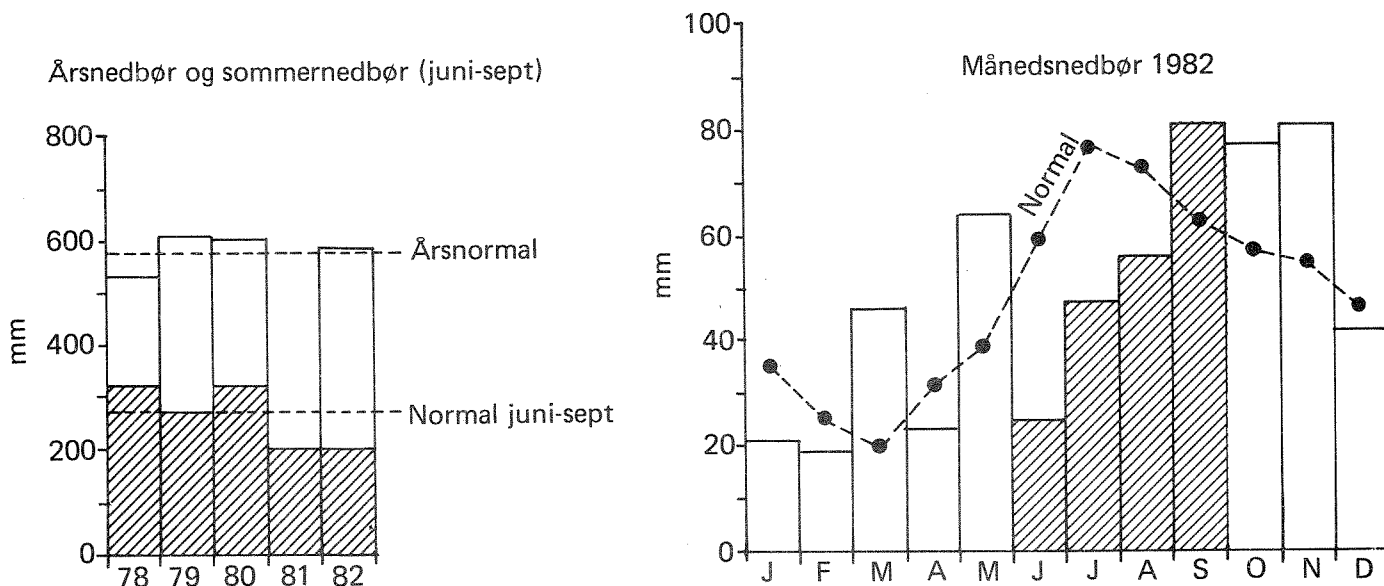 Årsnedbør og sommernedbør (juni-sept)
800
600
400
200
0
mm
Årsnormal
Normal juni-sept
78 79 80 81 82
Månedsnedbør 1982
100
80
60
40
20
0
mm
Normal
J F M A M J J A S O N D